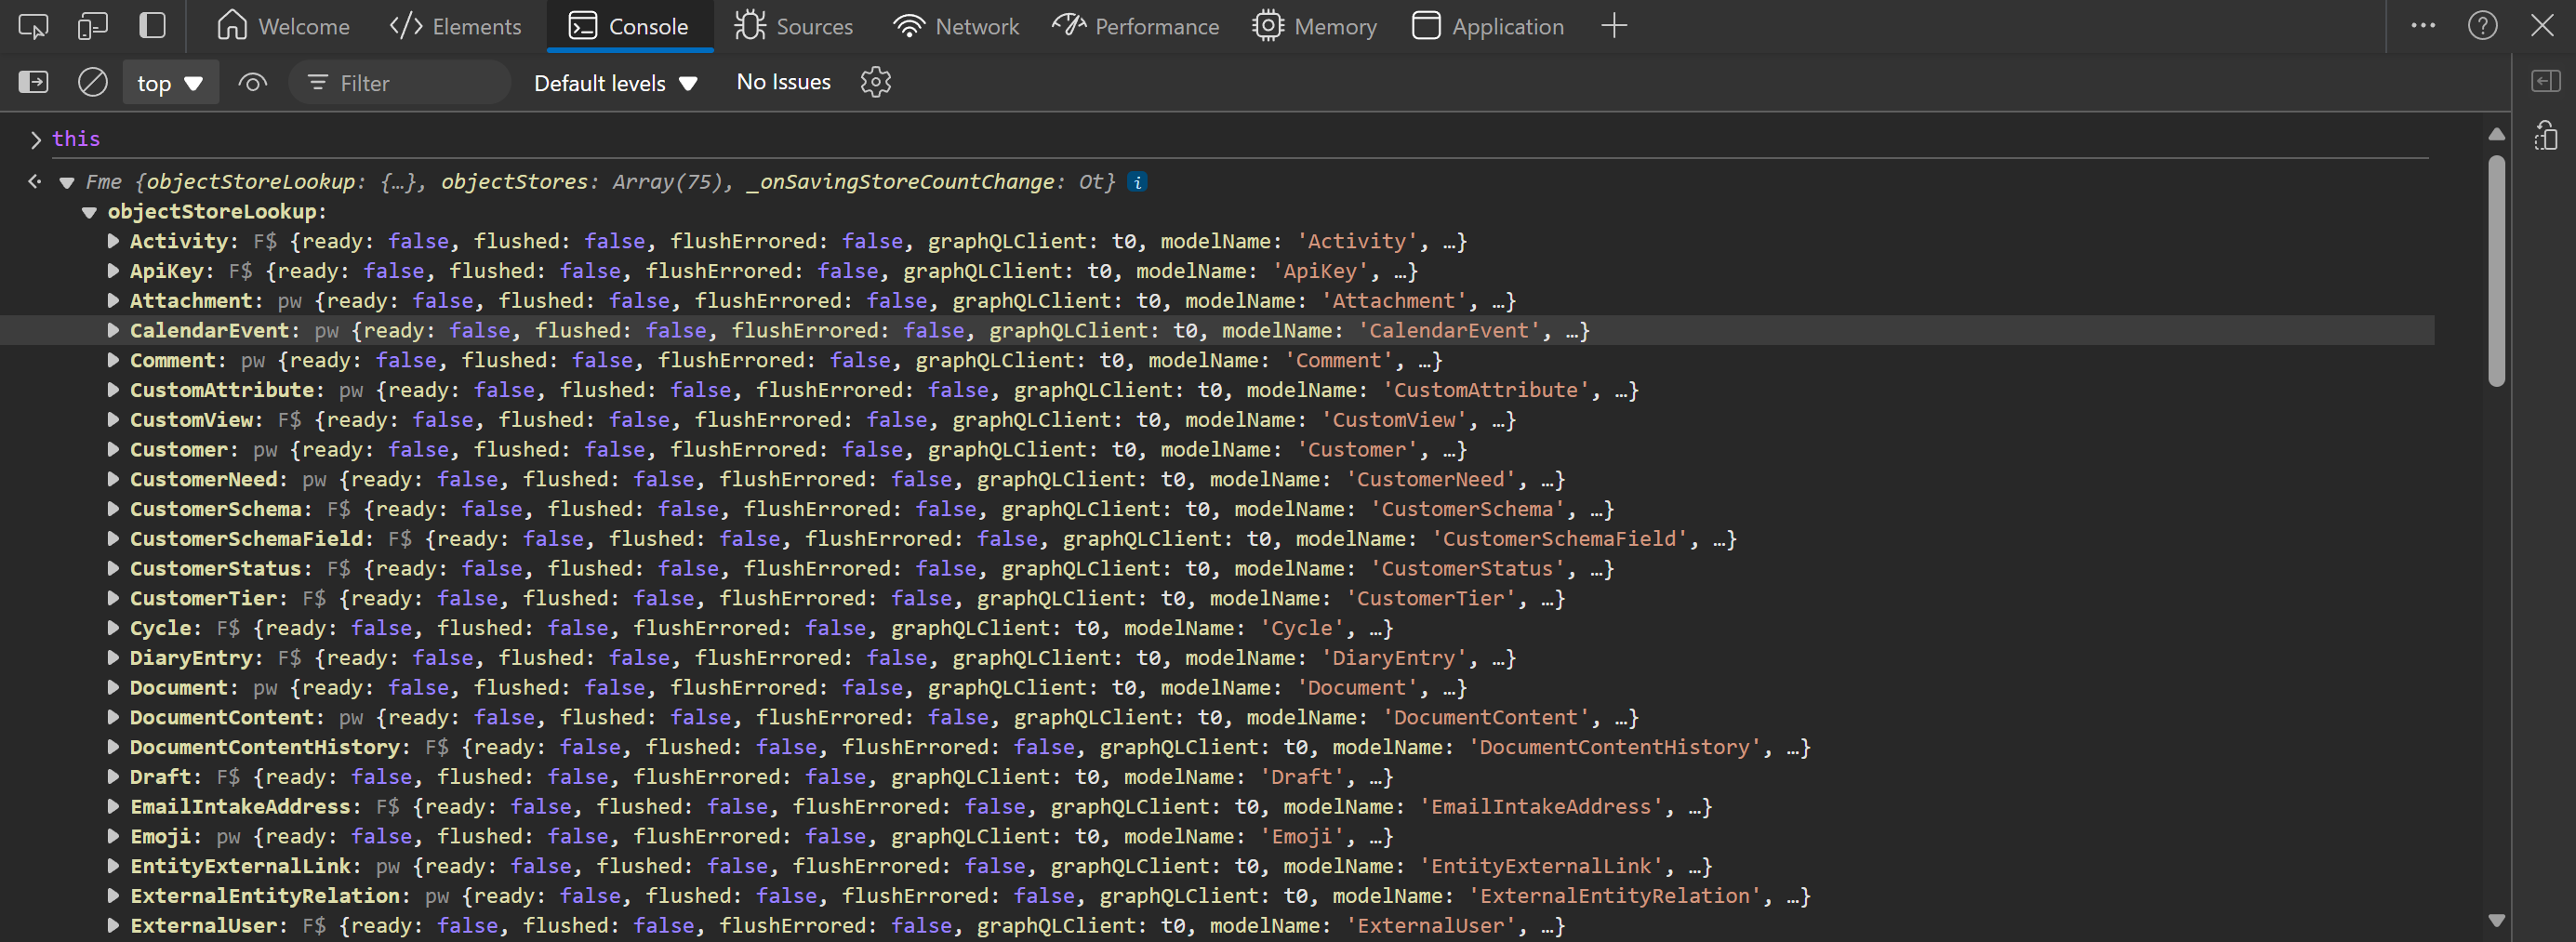 Welcome Elements Console Sources Network Performance Memory Application
top Filter Default levels No Issues
this
Fme {objectStoreLookup: {…}, objectStores: Array(75), _onSavingStoreCountChange: Ot}
objectStoreLookup:
Activity: F$ {ready: false, flushed: false, flushErrored: false, graphQLClient: t0, modelName: 'Activity', …}
ApiKey: F$ {ready: false, flushed: false, flushErrored: false, graphQLClient: t0, modelName: 'ApiKey', …}
Attachment: pw {ready: false, flushed: false, flushErrored: false, graphQLClient: t0, modelName: 'Attachment', …}
CalendarEvent: pw {ready: false, flushed: false, flushErrored: false, graphQLClient: t0, modelName: 'CalendarEvent', …}
Comment: pw {ready: false, flushed: false, flushErrored: false, graphQLClient: t0, modelName: 'Comment', …}
CustomAttribute: pw {ready: false, flushed: false, flushErrored: false, graphQLClient: t0, modelName: 'CustomAttribute', …}
CustomView: F$ {ready: false, flushed: false, flushErrored: false, graphQLClient: t0, modelName: 'CustomView', …}
Customer: pw {ready: false, flushed: false, flushErrored: false, graphQLClient: t0, modelName: 'Customer', …}
CustomerNeed: pw {ready: false, flushed: false, flushErrored: false, graphQLClient: t0, modelName: 'CustomerNeed', …}
CustomerSchema: F$ {ready: false, flushed: false, flushErrored: false, graphQLClient: t0, modelName: 'CustomerSchema', …}
CustomerSchemaField: F$ {ready: false, flushed: false, flushErrored: false, graphQLClient: t0, modelName: 'CustomerSchemaField', …}
CustomerStatus: F$ {ready: false, flushed: false, flushErrored: false, graphQLClient: t0, modelName: 'CustomerStatus', …}
CustomerTier: F$ {ready: false, flushed: false, flushErrored: false, graphQLClient: t0, modelName: 'CustomerTier', …}
Cycle: F$ {ready: false, flushed: false, flushErrored: false, graphQLClient: t0, modelName: 'Cycle', …}
DiaryEntry: F$ {ready: false, flushed: false, flushErrored: false, graphQLClient: t0, modelName: 'DiaryEntry', …}
Document: pw {ready: false, flushed: false, flushErrored: false, graphQLClient: t0, modelName: 'Document', …}
DocumentContent: pw {ready: false, flushed: false, flushErrored: false, graphQLClient: t0, modelName: 'DocumentContent', …}
DocumentContentHistory: F$ {ready: false, flushed: false, flushErrored: false, graphQLClient: t0, modelName: 'DocumentContentHistory', …}
Draft: F$ {ready: false, flushed: false, flushErrored: false, graphQLClient: t0, modelName: 'Draft', …}
EmailIntakeAddress: F$ {ready: false, flushed: false, flushErrored: false, graphQLClient: t0, modelName: 'EmailIntakeAddress', …}
Emoji: pw {ready: false, flushed: false, flushErrored: false, graphQLClient: t0, modelName: 'Emoji', …}
EntityExternalLink: pw {ready: false, flushed: false, flushErrored: false, graphQLClient: t0, modelName: 'EntityExternalLink', …}
ExternalEntityRelation: pw {ready: false, flushed: false, flushErrored: false, graphQLClient: t0, modelName: 'ExternalEntityRelation', …}
ExternalUser: F$ {ready: false, flushed: false, flushErrored: false, graphQLClient: t0, modelName: 'ExternalUser', …}